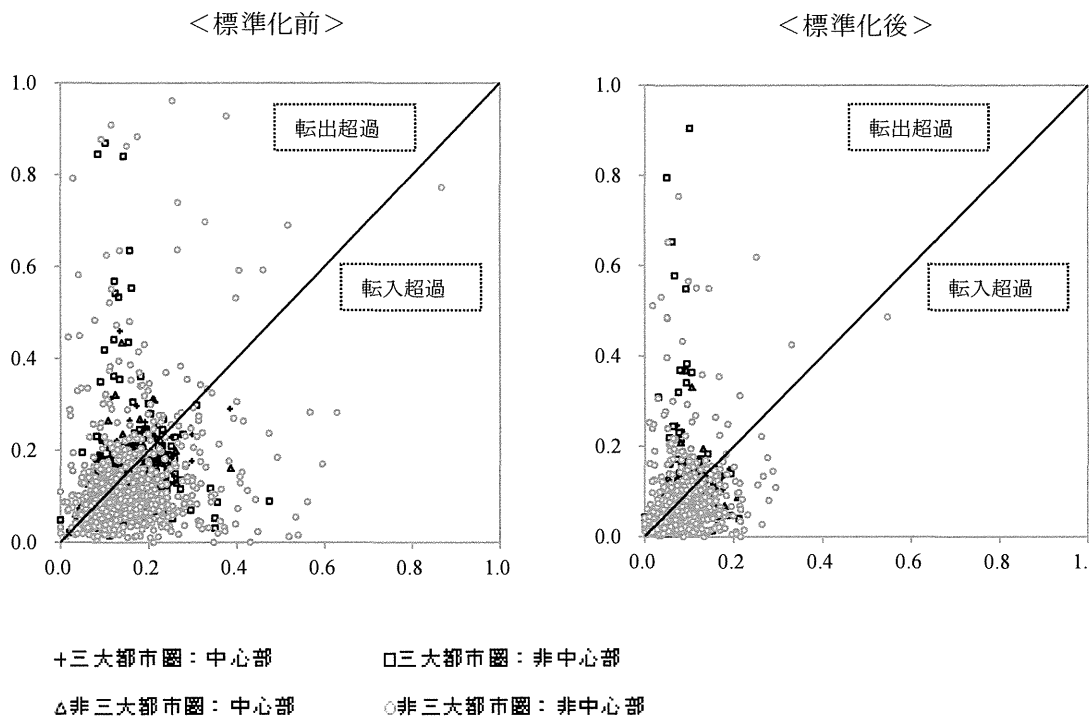 <標準化前>
<標準化後>
1.0
0.8
0.6
0.4
0.2
0.0
転出超過
転入超過
0.0 0.2 0.4 0.6 0.8 1.0
1.0
0.8
0.6
0.4
0.2
0.0
転出超過
転入超過
0.0 0.2 0.4 0.6 0.8 1.
+三大都市圏：中心部
□三大都市圏：非中心部
△非三大都市圏：中心部
○非三大都市圏：非中心部